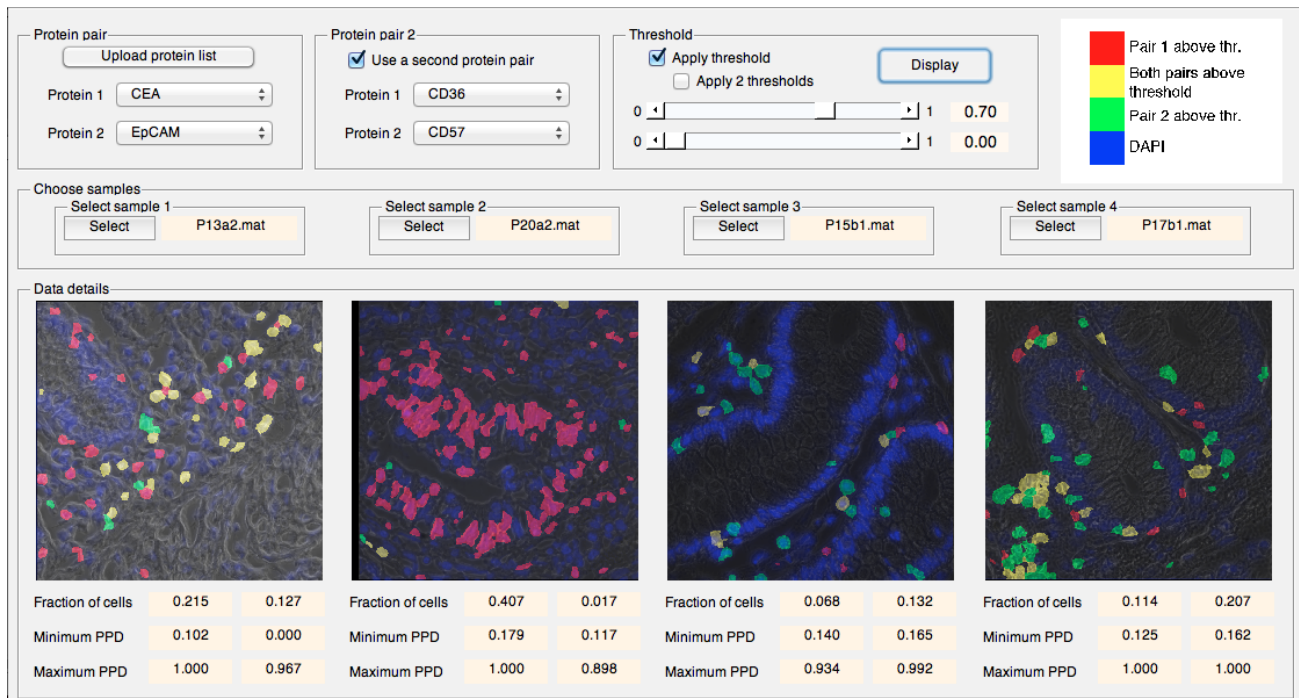 Protein pair
Upload protein list
Protein 1 CEA
Protein 2 EpCAM
Protein pair 2
Use a second protein pair
Protein 1 CD36
Protein 2 CD57
Threshold
Apply threshold
Apply 2 thresholds
Display
0 1 0.70
0 1 0.00
Pair 1 above thr.
Both pairs above
threshold
Pair 2 above thr.
DAPI
Choose samples
Select sample 1
Select P13a2.mat
Select sample 2
Select P20a2.mat
Select sample 3
Select P15b1.mat
Select sample 4
Select P17b1.mat
Data details
Fraction of cells 0.215 0.127
Minimum PPD 0.102 0.000
Maximum PPD 1.000 0.967
Fraction of cells 0.407 0.017
Minimum PPD 0.179 0.117
Maximum PPD 1.000 0.898
Fraction of cells 0.068 0.132
Minimum PPD 0.140 0.165
Maximum PPD 0.934 0.992
Fraction of cells 0.114 0.207
Minimum PPD 0.125 0.162
Maximum PPD 1.000 1.000